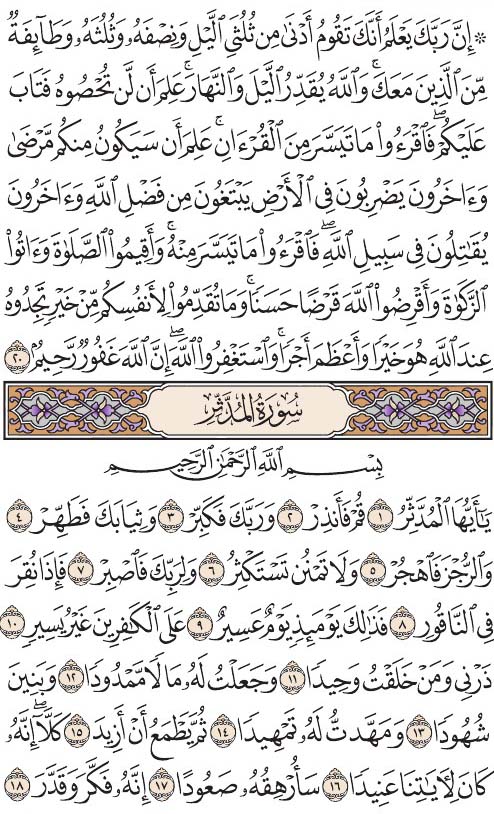 ۞ إِنَّ رَبَّكَ يَعۡلَمُ أَنَّكَ تَقُومُ أَدۡنَىٰ مِن ثُلُثَيِ ٱلَّيۡلِ وَنِصۡفَهُۥ وَثُلُثَهُۥ وَطَآئِفَةٞ
مِّنَ ٱلَّذِينَ مَعَكَۚ وَٱللَّهُ يُقَدِّرُ ٱلَّيۡلَ وَٱلنَّهَارَۚ عَلِمَ أَن لَّن تُحۡصُوهُ فَتَابَ
عَلَيۡكُمۡۖ فَٱقۡرَءُواْ مَا تَيَسَّرَ مِنَ ٱلۡقُرۡءَانِۚ عَلِمَ أَن سَيَكُونُ مِنكُم مَّرۡضَىٰ
وَءَاخَرُونَ يَضۡرِبُونَ فِي ٱلۡأَرۡضِ يَبۡتَغُونَ مِن فَضۡلِ ٱللَّهِ وَءَاخَرُونَ
يُقَٰتِلُونَ فِي سَبِيلِ ٱللَّهِۖ فَٱقۡرَءُواْ مَا تَيَسَّرَ مِنۡهُۚ وَأَقِيمُواْ ٱلصَّلَوٰةَ وَءَاتُواْ
ٱلزَّكَوٰةَ وَأَقۡرِضُواْ ٱللَّهَ قَرۡضًا حَسَنٗاۚ وَمَا تُقَدِّمُواْ لِأَنفُسِكُم مِّنۡ خَيۡرٖ تَجِدُوهُ
عِندَ ٱللَّهِ هُوَ خَيۡرٗا وَأَعۡظَمَ أَجۡرٗاۚ وَٱسۡتَغۡفِرُواْ ٱللَّهَۖ إِنَّ ٱللَّهَ غَفُورٞ رَّحِيمُۢ ٢٠
سُورَةُ المُدَّثِّرِ
بِسۡمِ ٱللَّهِ ٱلرَّحۡمَٰنِ ٱلرَّحِيمِ
يَٰٓأَيُّهَا ٱلۡمُدَّثِّرُ ١ قُمۡ فَأَنذِرۡ ٢ وَرَبَّكَ فَكَبِّرۡ ٣ وَثِيَابَكَ فَطَهِّرۡ ٤
وَٱلرُّجۡزَ فَٱهۡجُرۡ ٥ وَلَا تَمۡنُن تَسۡتَكۡثِرُ ٦ وَلِرَبِّكَ فَٱصۡبِرۡ ٧ فَإِذَا نُقِرَ
فِي ٱلنَّاقُورِ ٨ فَذَٰلِكَ يَوۡمَئِذٖ يَوۡمٌ عَسِيرٌ ٩ عَلَى ٱلۡكَٰفِرِينَ غَيۡرُ يَسِيرٖ ١٠
ذَرۡنِي وَمَنۡ خَلَقۡتُ وَحِيدٗا ١١ وَجَعَلۡتُ لَهُۥ مَالٗا مَّمۡدُودٗا ١٢ وَبَنِينَ
شُهُودٗا ١٣ وَمَهَّدتُّ لَهُۥ تَمۡهِيدٗا ١٤ ثُمَّ يَطۡمَعُ أَنۡ أَزِيدَ ١٥ كَلَّآۖ إِنَّهُۥ
كَانَ لِأٓيَٰتِنَا عَنِيدٗا ١٦ سَأُرۡهِقُهُۥ صَعُودًا ١٧ إِنَّهُۥ فَكَّرَ وَقَدَّرَ ١٨